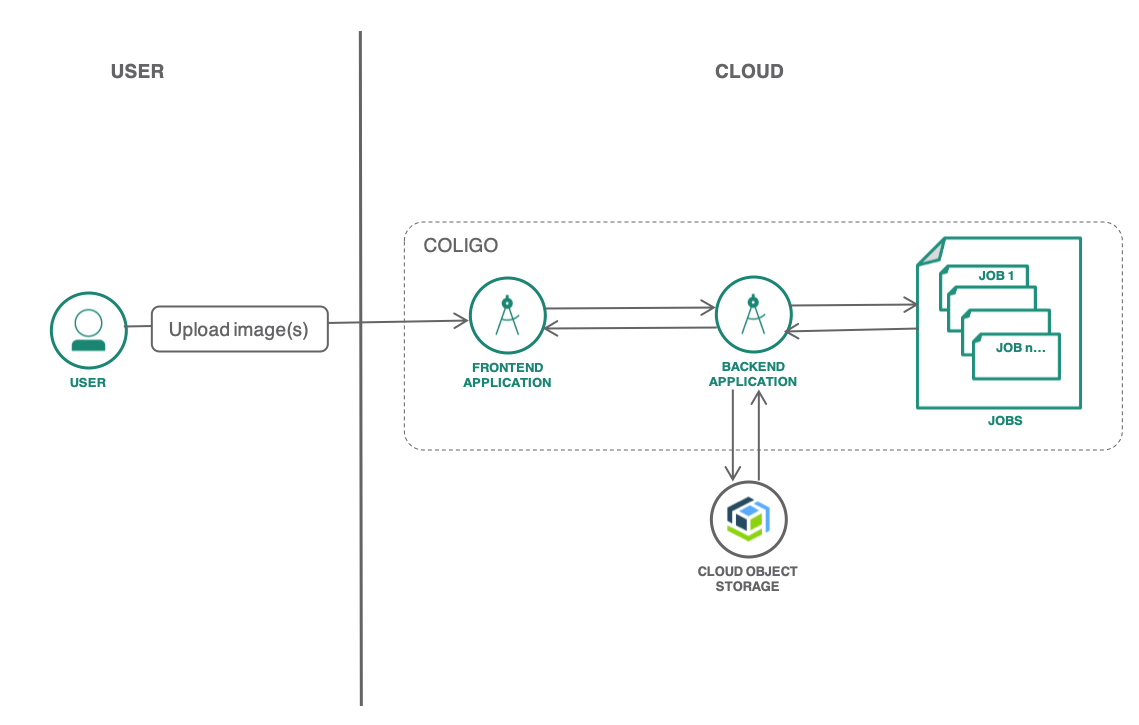 USER
CLOUD
COLIGO
JOB 1
Upload image(s)
JOB n...
FRONTEND
APPLICATION
BACKEND
APPLICATION
USER
JOBS
CLOUD OBJECT
STORAGE